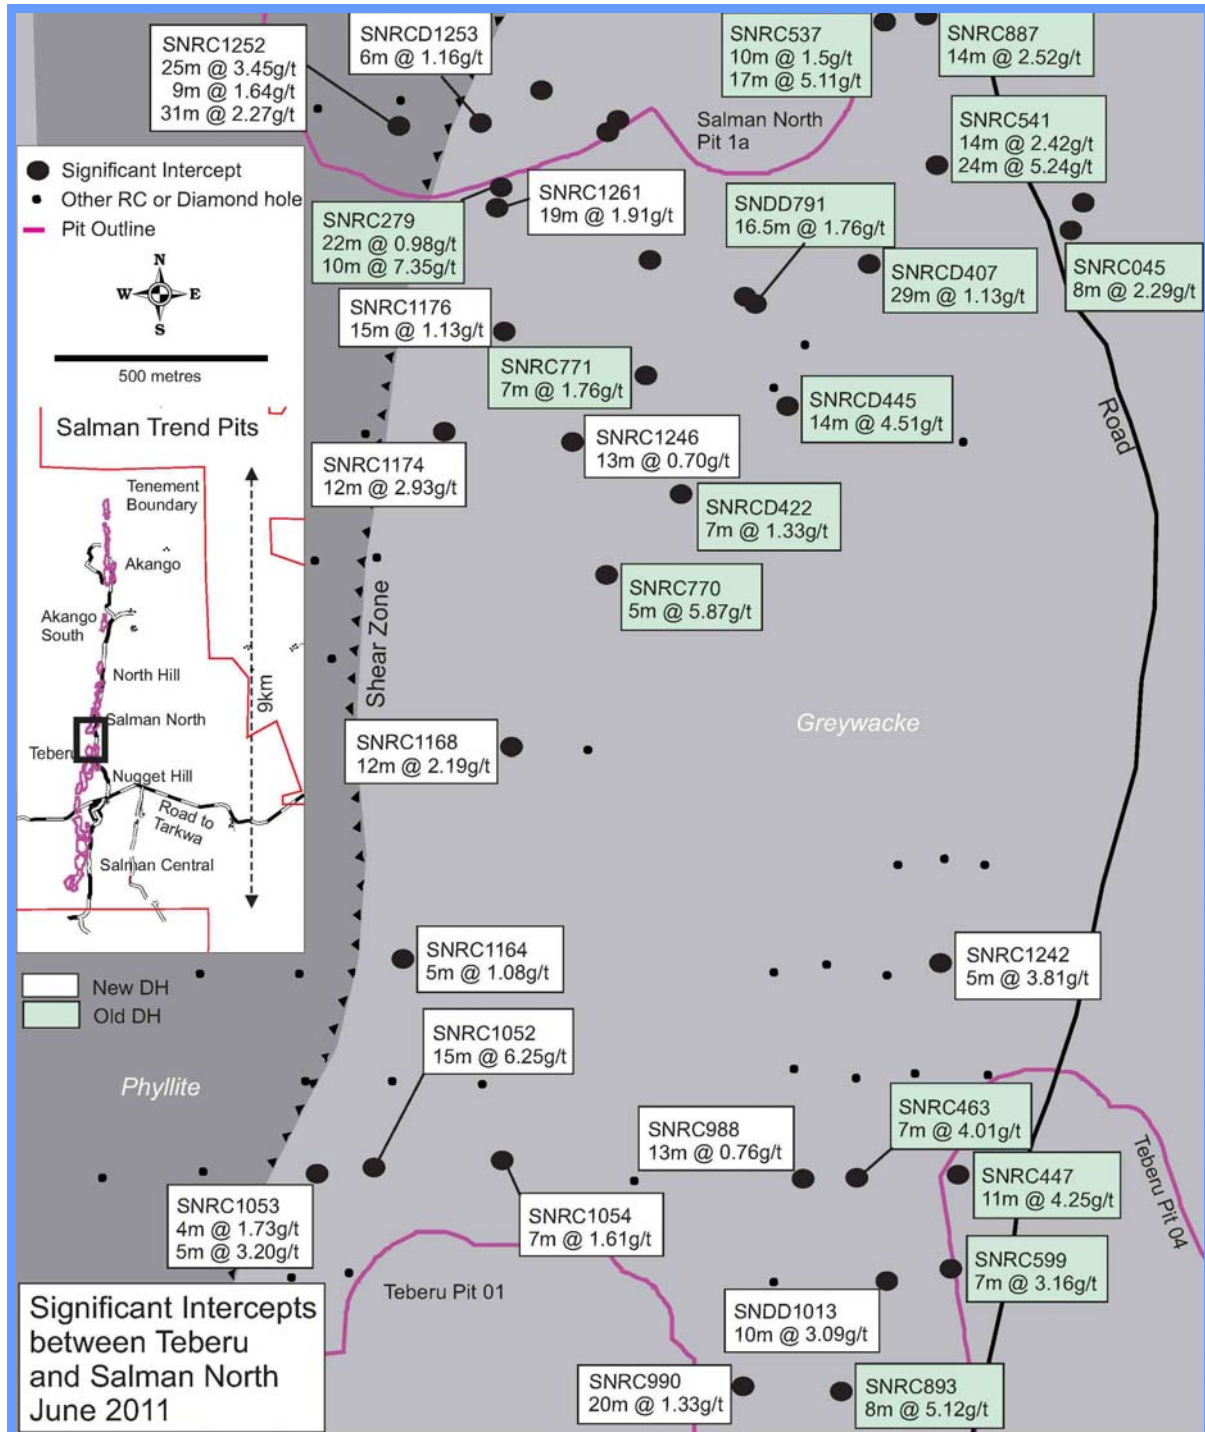 SNRC1252
25m @ 3.45g/t
9m @ 1.64g/t
31m @ 2.27g/t
SNRCD1253
6m @ 1.16g/t
SNRC537
10m @ 1.5g/t
17m @ 5.11g/t
SNRC887
14m @ 2.52g/t
Salman North
Pit 1a
SNRC541
14m @ 2.42g/t
24m @ 5.24g/t
Significant Intercept
Other RC or Diamond hole
Pit Outline
N
W
E
S
500 metres
SNRC279
22m @ 0.98g/t
10m @ 7.35g/t
SNRC1261
19m @ 1.91g/t
SNDD791
16.5m @ 1.76g/t
SNRCD407
29m @ 1.13g/t
SNRC045
8m @ 2.29g/t
SNRC1176
15m @ 1.13g/t
SNRC771
7m @ 1.76g/t
SNRCD445
14m @ 4.51g/t
Road
SNRC1174
12m @ 2.93g/t
SNRC1246
13m @ 0.70g/t
SNRCD422
7m @ 1.33g/t
SNRC770
5m @ 5.87g/t
Salman Trend Pits
Tenement
Boundary
Akango
Akango
South
North Hill
9km
Salman North
Teberu
Nugget Hill
Road to
Tarkwa
Salman Central
Shear Zone
Greywacke
SNRC1168
12m @ 2.19g/t
New DH
Old DH
SNRC1164
5m @ 1.08g/t
SNRC1242
5m @ 3.81g/t
SNRC1052
15m @ 6.25g/t
Phyllite
SNRC988
13m @ 0.76g/t
SNRC463
7m @ 4.01g/t
SNRC447
11m @ 4.25g/t
Teberu Pit 04
SNRC1053
4m @ 1.73g/t
5m @ 3.20g/t
SNRC1054
7m @ 1.61g/t
SNRC599
7m @ 3.16g/t
Teberu Pit 01
SNDD1013
10m @ 3.09g/t
SNRC990
20m @ 1.33g/t
SNRC893
8m @ 5.12g/t
Significant Intercepts
between Teberu
and Salman North
June 2011